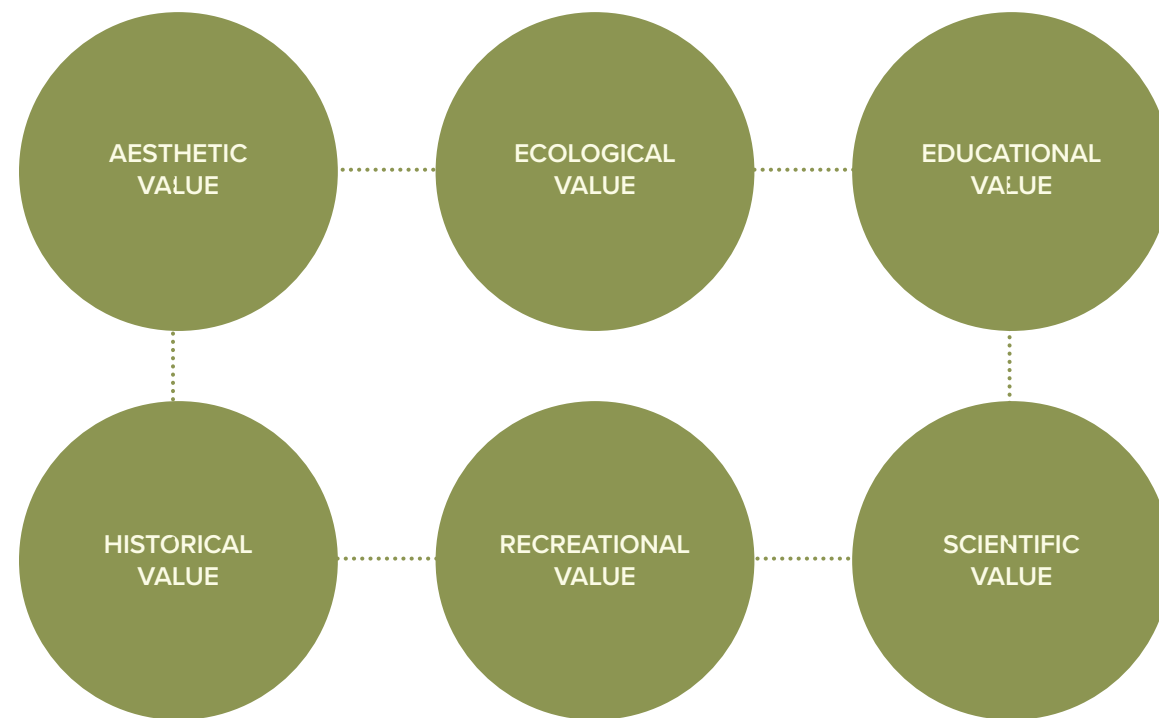 AESTHETIC
VALUE
ECOLOGICAL
VALUE
EDUCATIONAL
VALUE
HISTORICAL
VALUE
RECREATIONAL
VALUE
SCIENTIFIC
VALUE